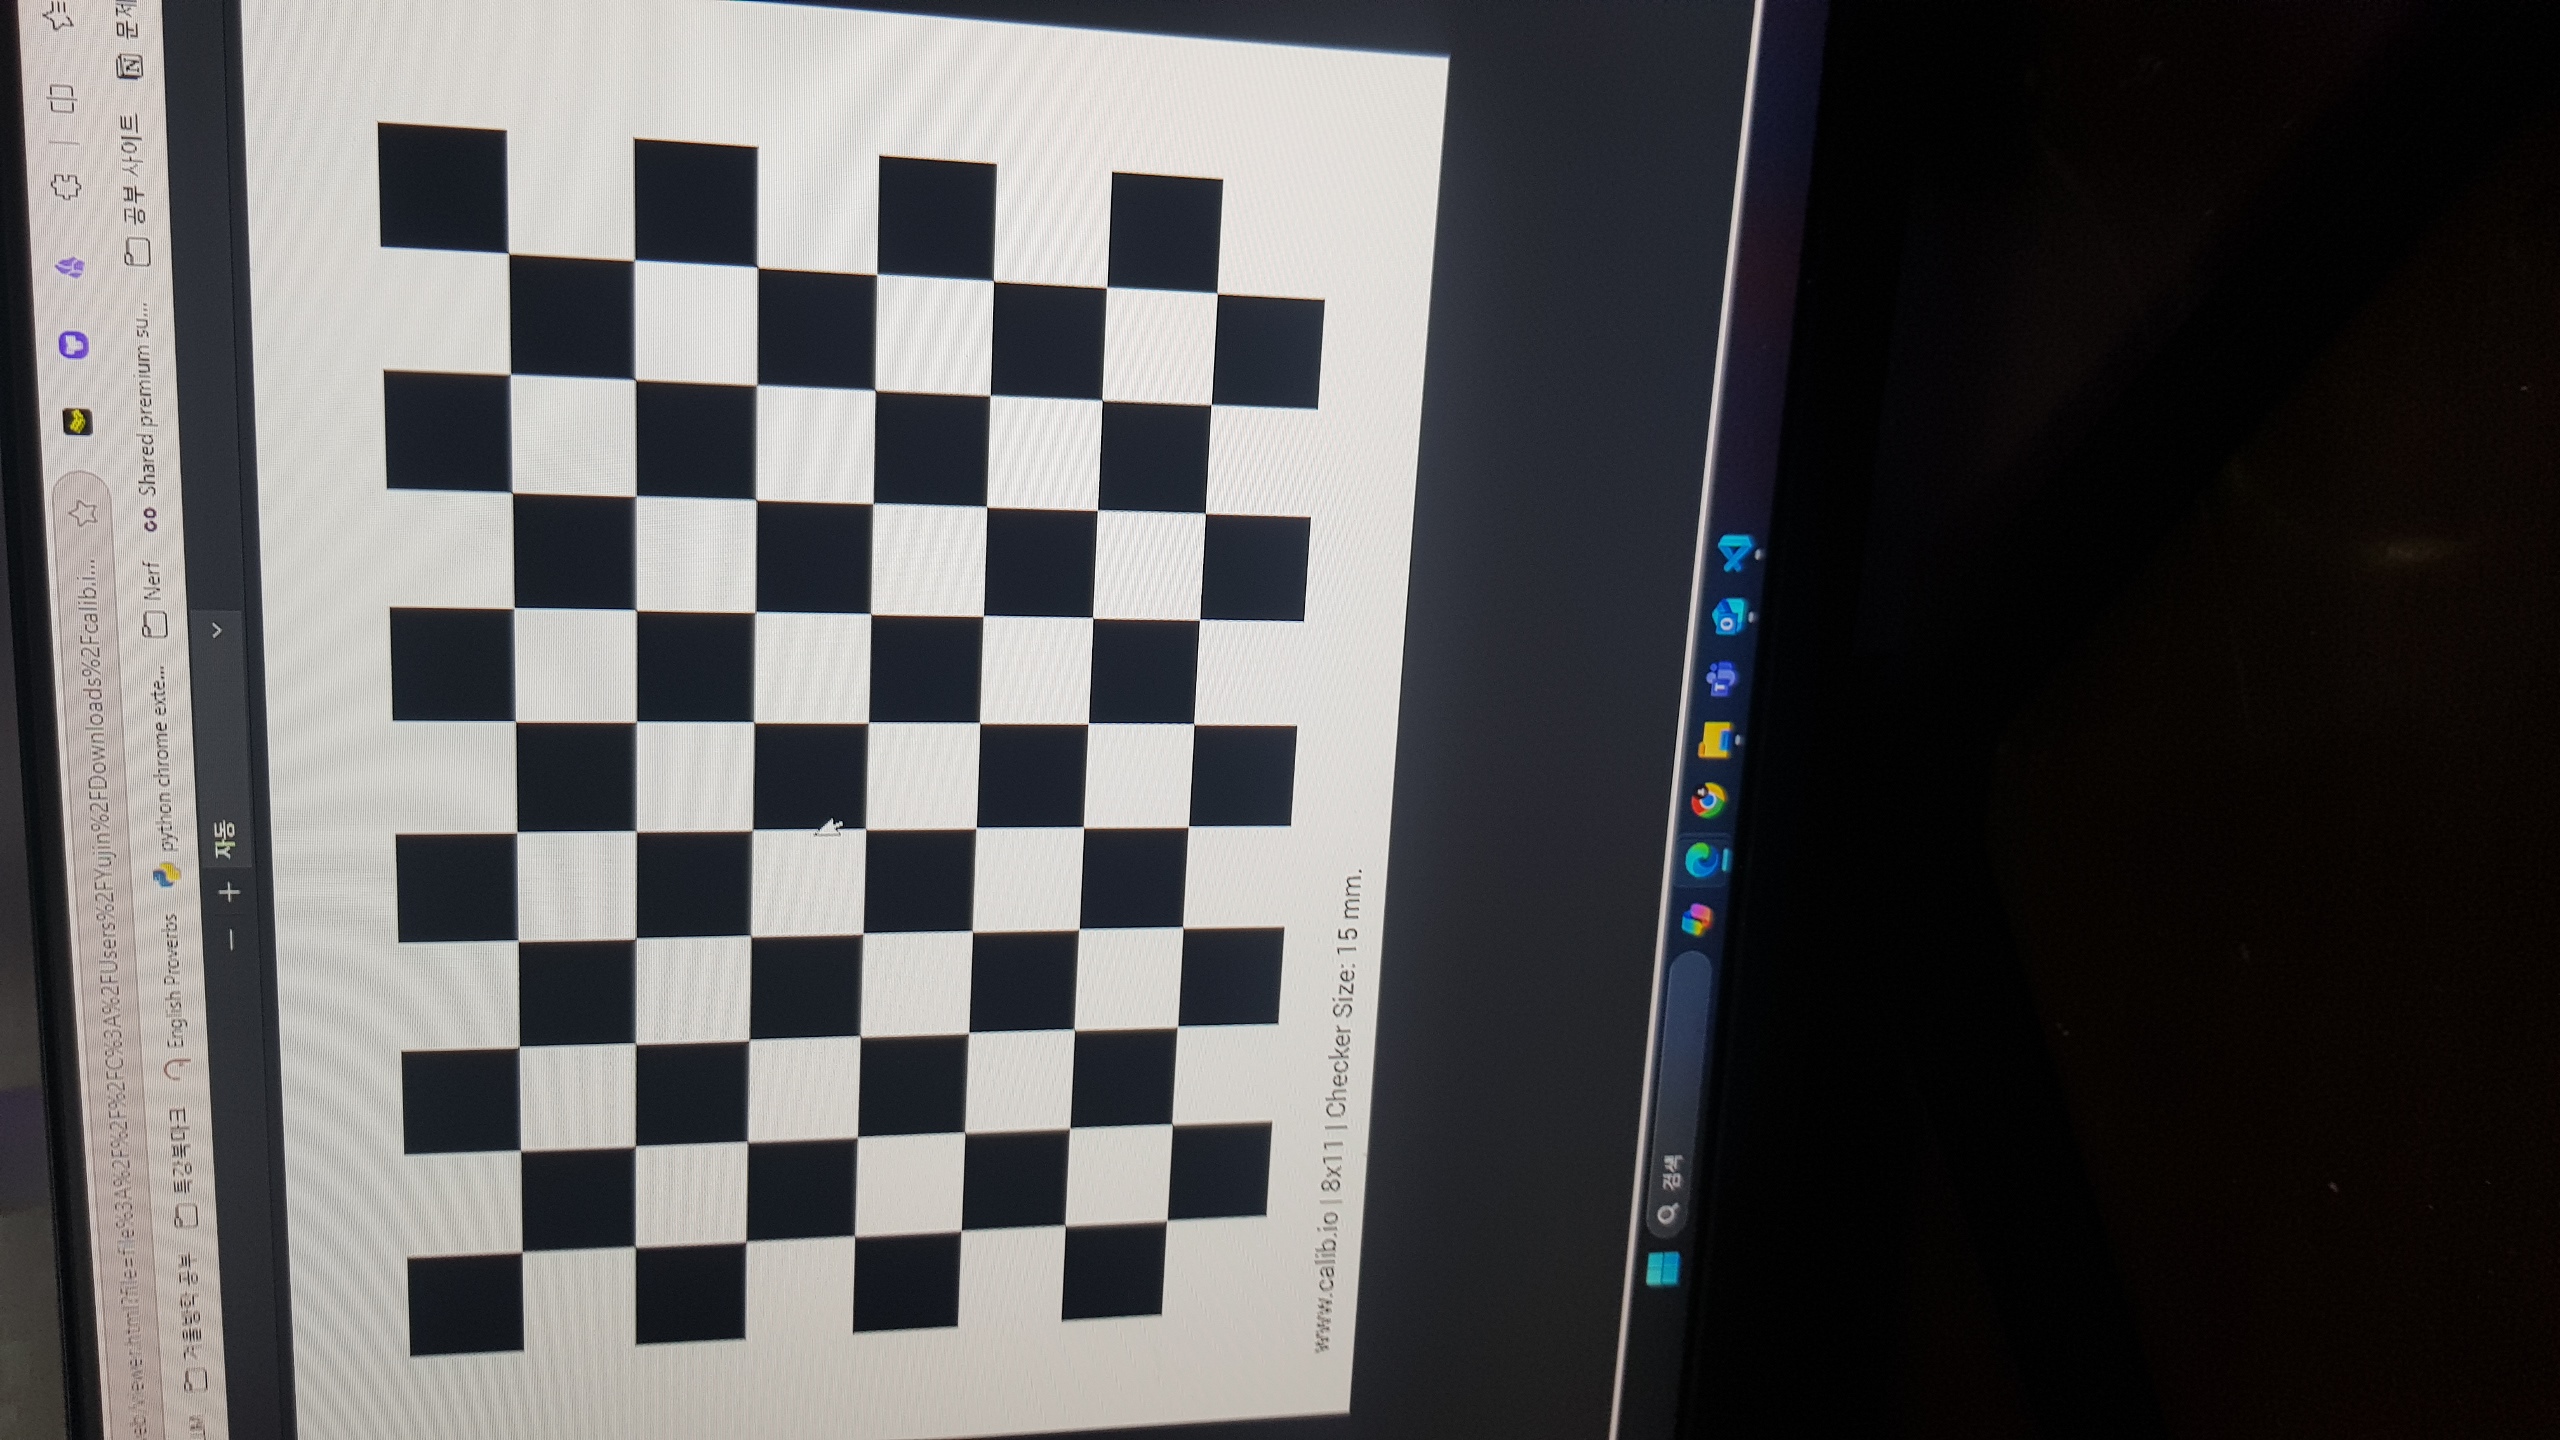 eb/viewer.html?file=file%3A%2F%2F%2FC%3A%2FUsers%2FYujin%2FDownloads%2Fcalib.i...
겨울방학 공부 특강북마크 English Proverbs python chrome exte... Nerf Shared premium su... 공부 사이트 문제
자동
www.calib.io | 8x11 | Checker Size: 15 mm.
검색